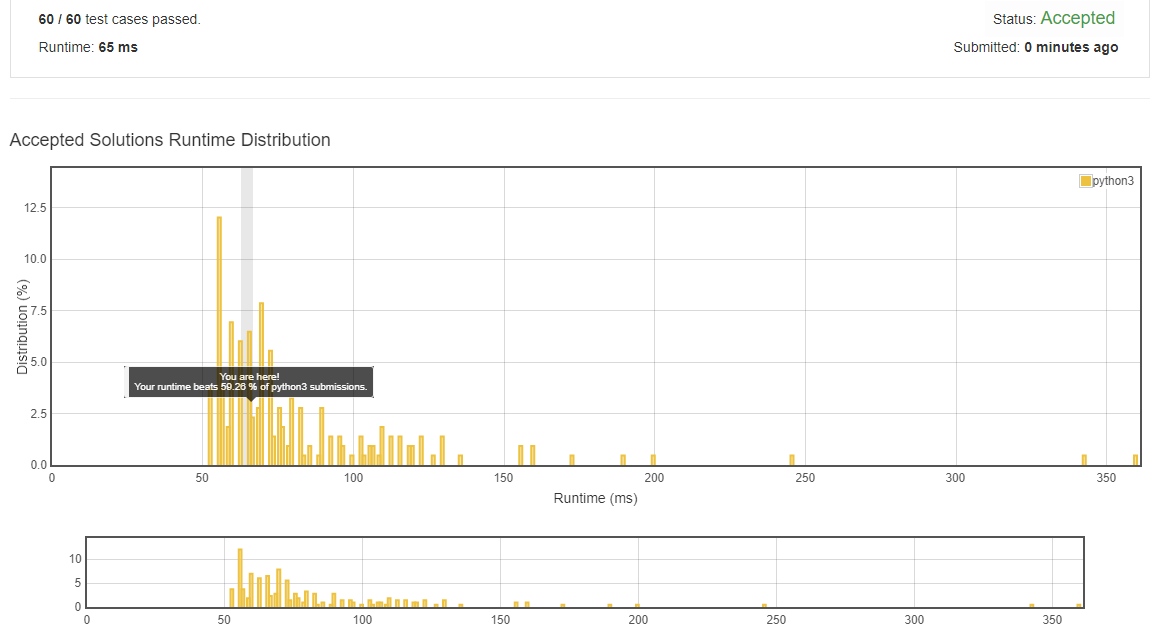 60 / 60 test cases passed.
Status: Accepted
Runtime: 65 ms
Submitted: 0 minutes ago
Accepted Solutions Runtime Distribution
python3
12.5
10.0
7.5
5.0
2.5
0.0
Distribution (%)
You are here!
Your runtime beats 59.26 % of python3 submissions.
0 50 100 150 200 250 300 350
Runtime (ms)
10
5
0
0 50 100 150 200 250 300 350